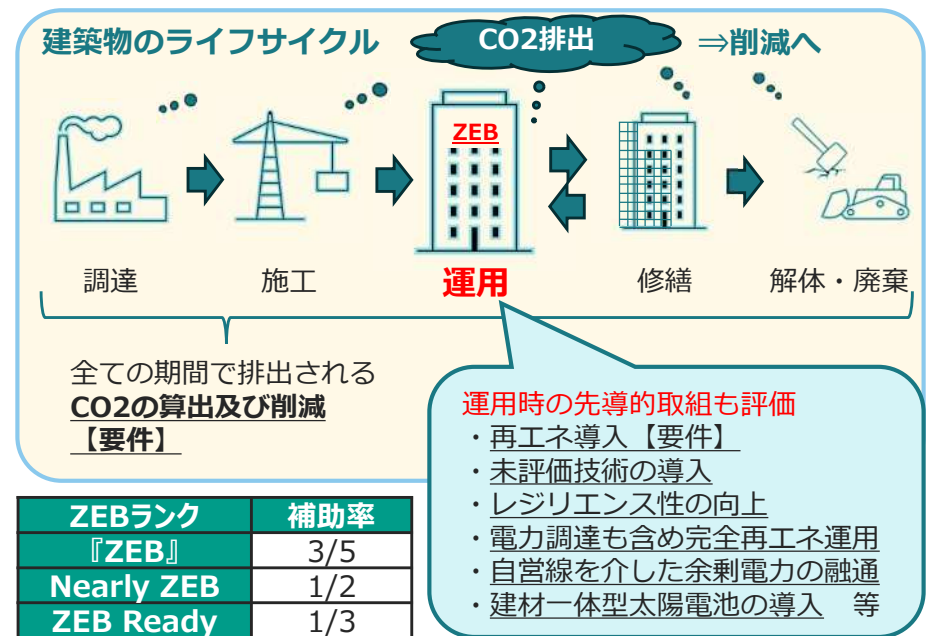 建築物のライフサイクル
CO2排出
⇒削減へ
ZEB
調達
施工
運用
修繕
解体・廃棄
全ての期間で排出される
CO2の算出及び削減
【要件】
運用時の先導的取組も評価
・再エネ導入【要件】
・未評価技術の導入
・レジリエンス性の向上
・電力調達も含め完全再エネ運用
・自営線を介した余剰電力の融通
・建材一体型太陽電池の導入 等
ZEBランク 補助率
『ZEB』 3/5
Nearly ZEB 1/2
ZEB Ready 1/3